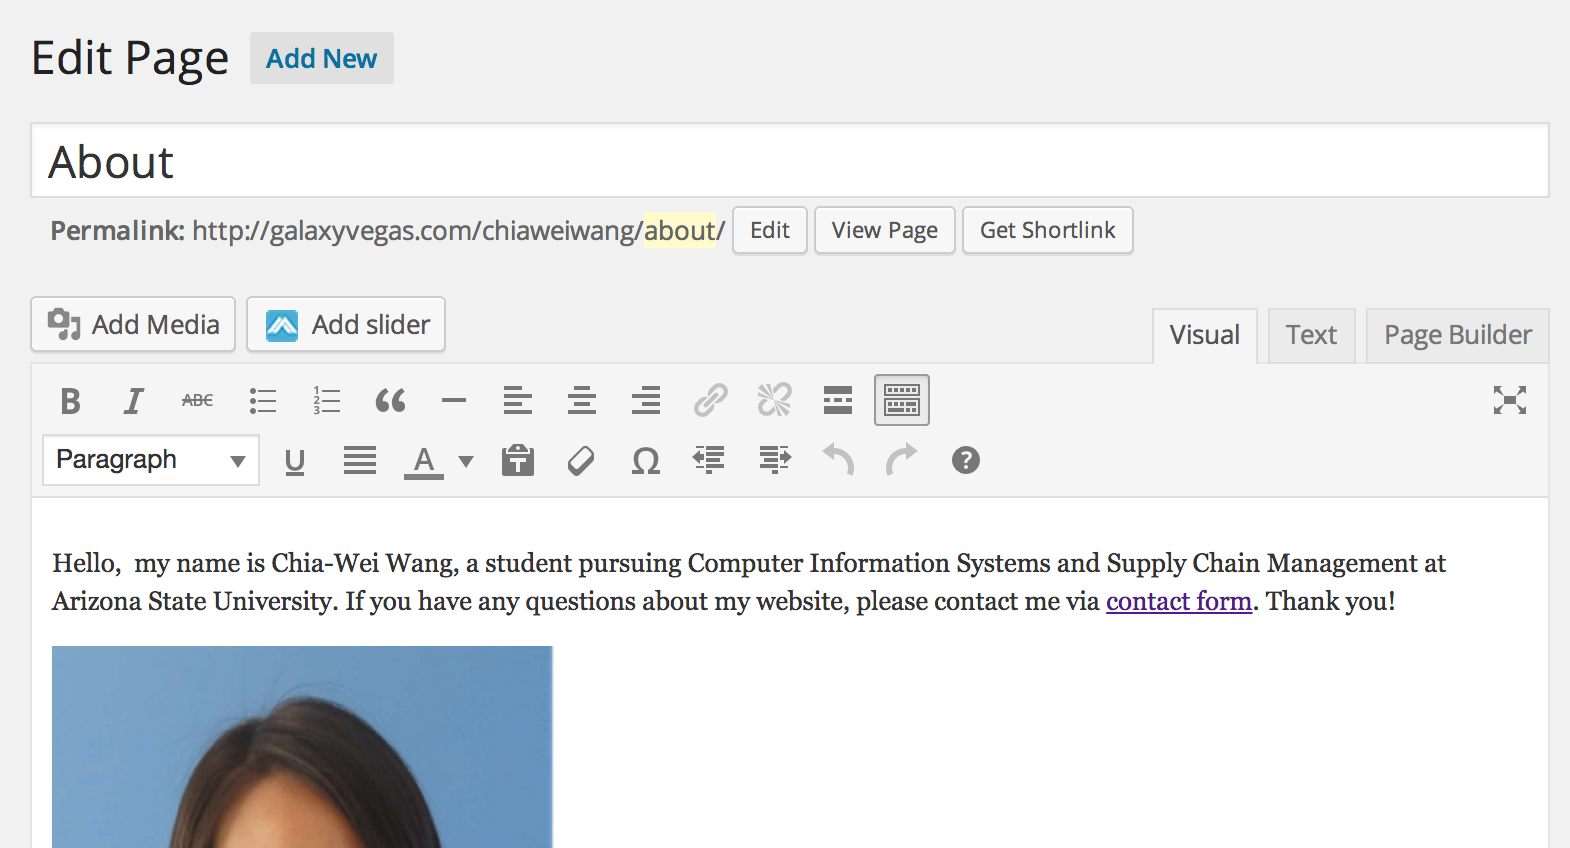 Edit Page Add New
About
Permalink: http://galaxyvegas.com/chiaweiwang/about/ Edit View Page Get Shortlink
Add Media Add slider Visual Text Page Builder
B I ABC 1 2 3
Paragraph U A T Ω ?
Hello,  my name is Chia-Wei Wang, a student pursuing Computer Information Systems and Supply Chain Management at
Arizona State University. If you have any questions about my website, please contact me via contact form. Thank you!